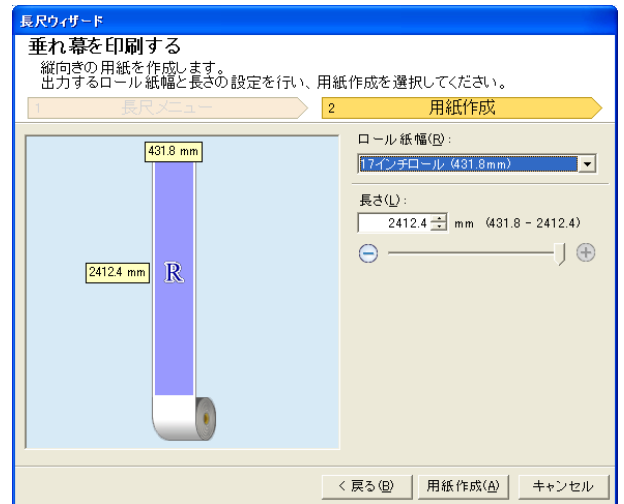 長尺ウィザード
垂れ幕を印刷する
縦向きの用紙を作成します。
出力するロール紙幅と長さの設定を行い、用紙作成を選択してください。
1 長尺メニュー 2 用紙作成
ロール紙幅(R):
17インチロール (431.8mm)
長さ(L):
2412.4 mm (431.8 - 2412.4)
431.8 mm
2412.4 mm
R
< 戻る(B) 用紙作成(A) キャンセル